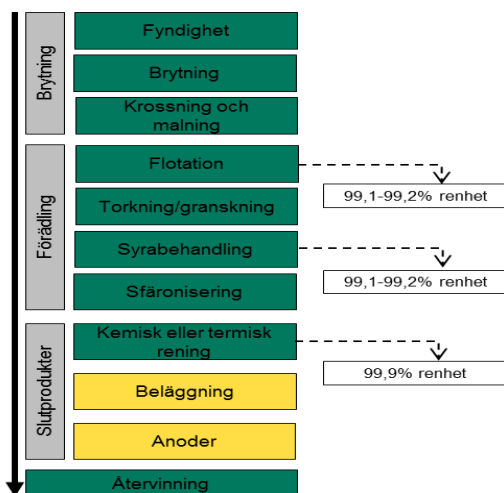 Brytning
Fyndighet
Brytning
Krossning och
malning
Förädling
Flotation
99,1-99,2% renhet
Torkning/granskning
Syrabehandling
99,1-99,2% renhet
Sfäronisering
Slutprodukter
Kemisk eller termisk
rening
99,9% renhet
Beläggning
Anoder
Återvinning